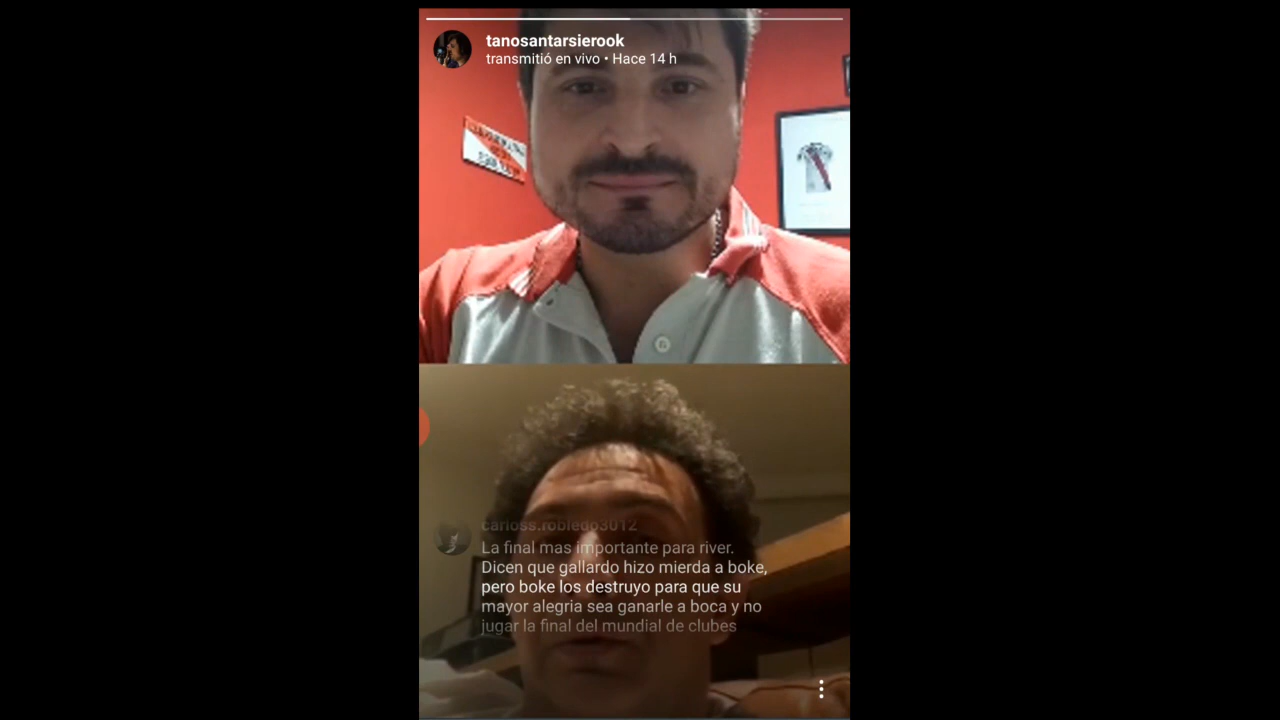 tanosantarsierook
transmitió en vivo • Hace 14 h
carloss.robledo3012
La final mas importante para river.
Dicen que gallardo hizo mierda a boke,
pero boke los destruyo para que su
mayor alegria sea ganarle a boca y no
jugar la final del mundial de clubes